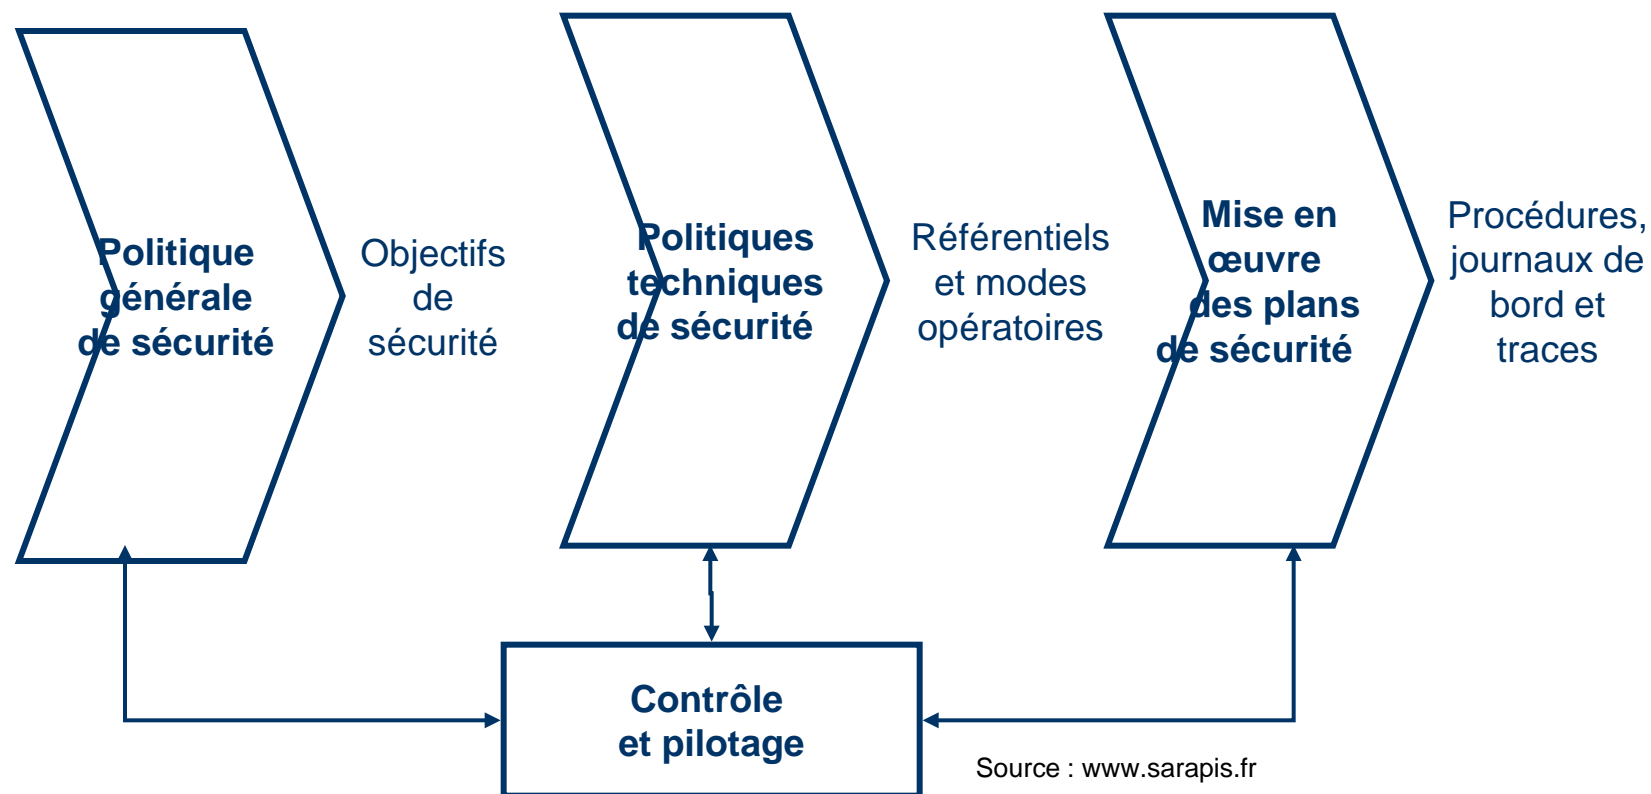 Politique
générale
de sécurité
Objectifs
de
sécurité
Politiques
techniques
de sécurité
Référentiels
et modes
opératoires
Mise en
œuvre
des plans
de sécurité
Procédures,
journaux de
bord et
traces
Contrôle
et pilotage
Source : www.sarapis.fr